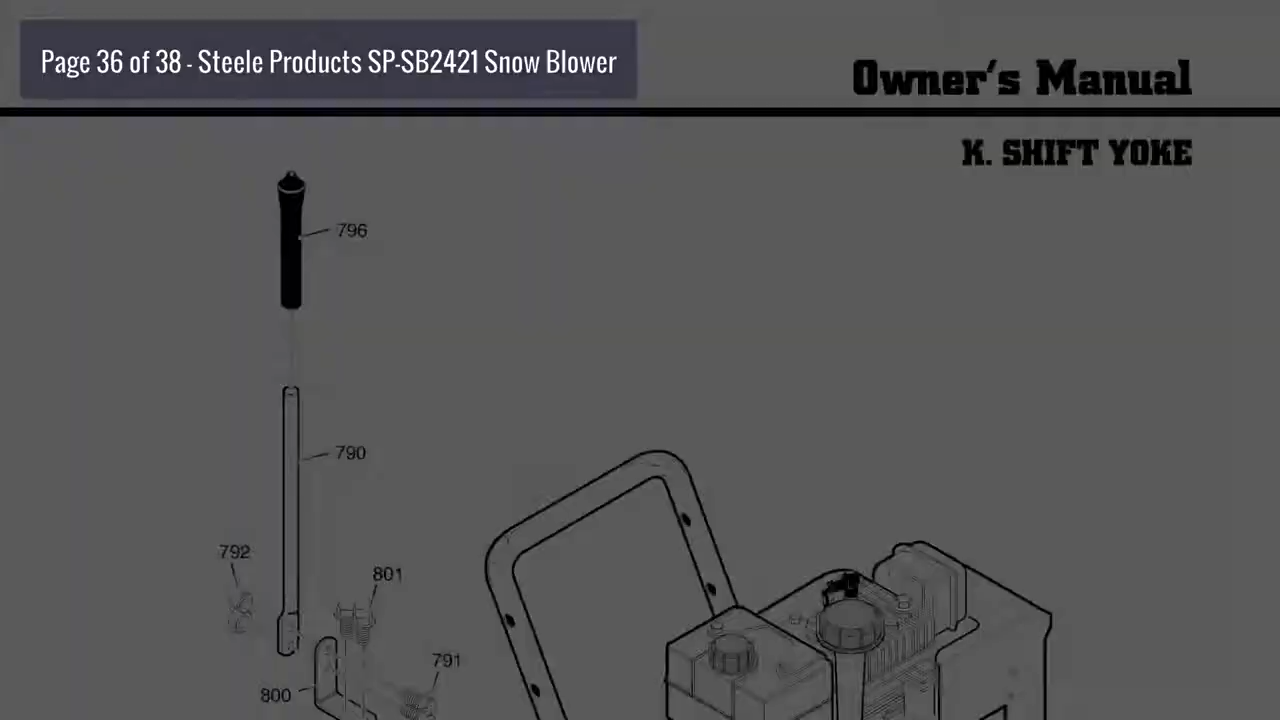 Page 36 of 38 - Steele Products SP-SB2421 Snow Blower
Owner's Manual
K. SHIFT YOKE
796
790
792
801
791
800